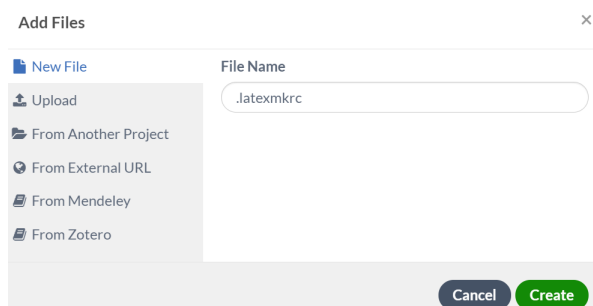 Add Files
×
New File
Upload
From Another Project
From External URL
From Mendeley
From Zotero
File Name
.latexmkrc
Cancel
Create